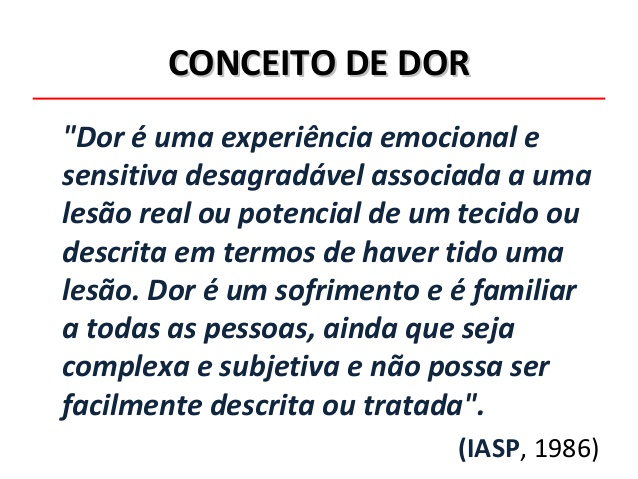 CONCEITO DE DOR
"Dor é uma experiência emocional e
sensitiva desagradável associada a uma
lesão real ou potencial de um tecido ou
descrita em termos de haver tido uma
lesão. Dor é um sofrimento e é familiar
a todas as pessoas, ainda que seja
complexa e subjetiva e não possa ser
facilmente descrita ou tratada".
(IASP, 1986)